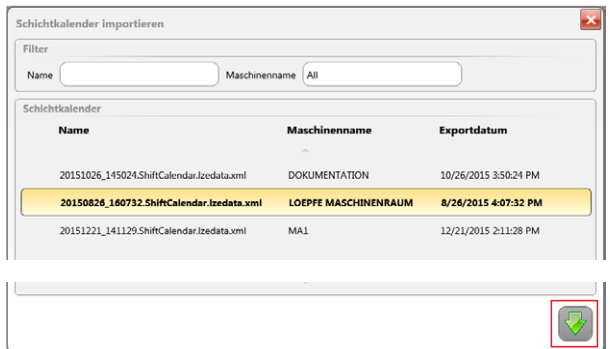 Schichtkalender importieren
Filter
Name Maschinenname All
Schichtkalender
Name Maschinenname Exportdatum
20151026_145024.ShiftCalendar.lzedata.xml DOKUMENTATION 10/26/2015 3:50:24 PM
20150826_160732.ShiftCalendar.lzedata.xml LOEPFE MASCHINENRAUM 8/26/2015 4:07:32 PM
20151221_141129.ShiftCalendar.lzedata.xml MA1 12/21/2015 2:11:28 PM